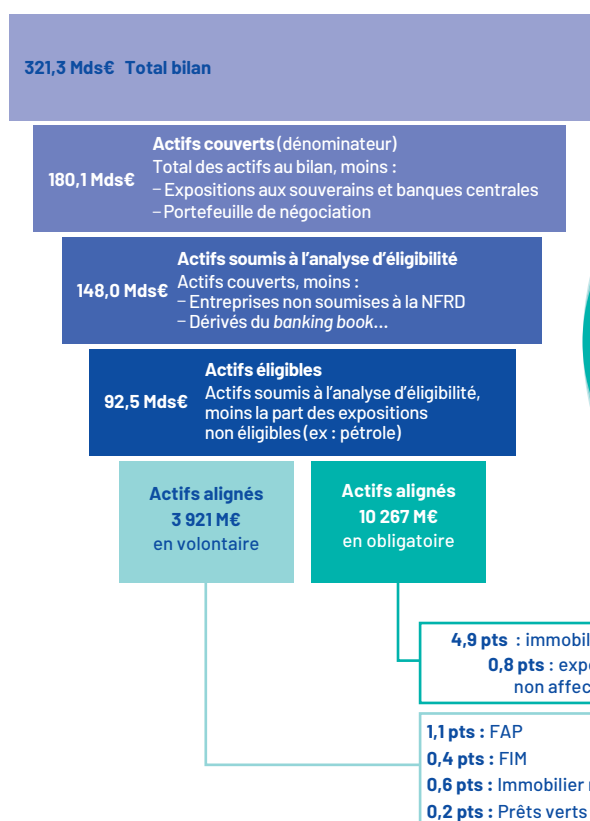 321,3 Mds€ Total bilan
Actifs couverts (dénominateur)
Total des actifs au bilan, moins :
180,1 Mds€
– Expositions aux souverains et banques centrales
– Portefeuille de négociation
Actifs soumis à l’analyse d’éligibilité
Actifs couverts, moins :
148,0 Mds€
– Entreprises non soumises à la NFRD
– Dérivés du banking book...
Actifs éligibles
Actifs soumis à l’analyse d’éligibilité,
92,5 Mds€
moins la part des expositions
non éligibles (ex : pétrole)
Actifs alignés
3 921 M€
en volontaire
Actifs alignés
10 267 M€
en obligatoire
4,9 pts : immobil
0,8 pts : exp
non affec
1,1 pts : FAP
0,4 pts : FIM
0,6 pts : Immobilier
0,2 pts : Prêts verts